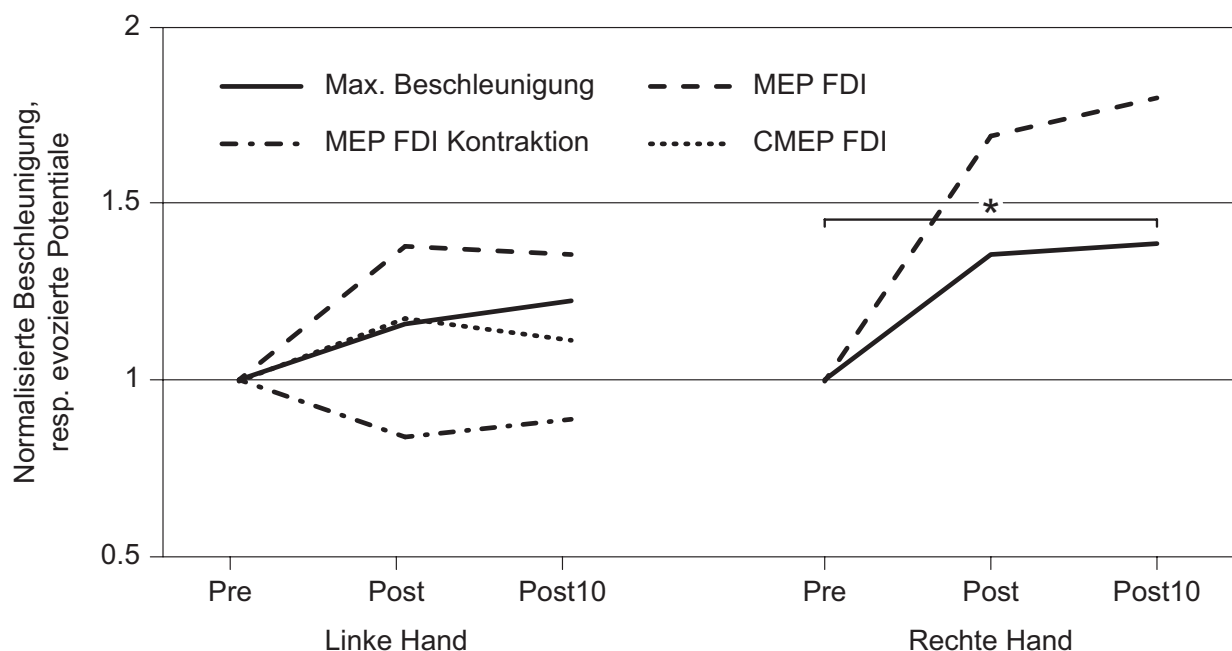 Normalisierte Beschleunigung,
resp. evozierte Potentiale
2
1.5
1
0.5
Max. Beschleunigung
MEP FDI
MEP FDI Kontraktion
CMEP FDI
*
Pre
Post
Post10
Pre
Post
Post10
Linke Hand
Rechte Hand